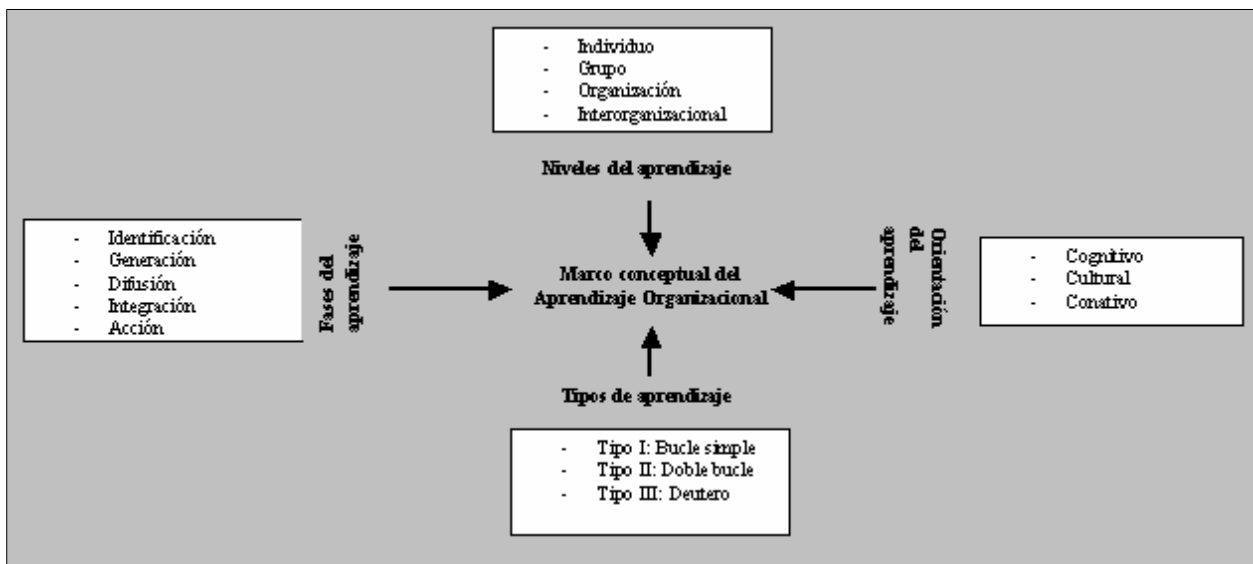 - Individuo
- Grupo
- Organización
- Interorganizacional
Niveles del aprendizaje
- Identificación
- Generación
- Difusión
- Integración
- Acción
Fases del
aprendizaje
Marco conceptual del
Aprendizaje Organizacional
Orientación
del
aprendizaje
- Cognitivo
- Cultural
- Conativo
Tipos de aprendizaje
- Tipo I: Bucle simple
- Tipo II: Doble bucle
- Tipo III: Deutero